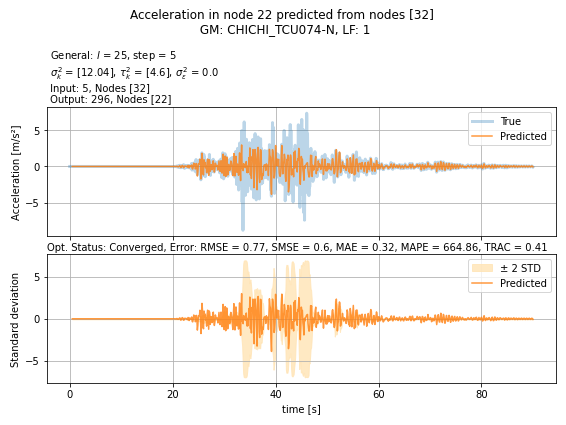 Acceleration in node 22 predicted from nodes [32]
GM: CHICHI_TCU074-N, LF: 1
General: l = 25, step = 5
σ²ₖ = [12.04], τ²ₖ = [4.6], σ²ε = 0.0
Input: 5, Nodes [32]
Output: 296, Nodes [22]
Acceleration [m/s²]
5
0
−5
True
Predicted
Opt. Status: Converged, Error: RMSE = 0.77, SMSE = 0.6, MAE = 0.32, MAPE = 664.86, TRAC = 0.41
Standard deviation
5
0
−5
± 2 STD
Predicted
0 20 40 60 80
time [s]